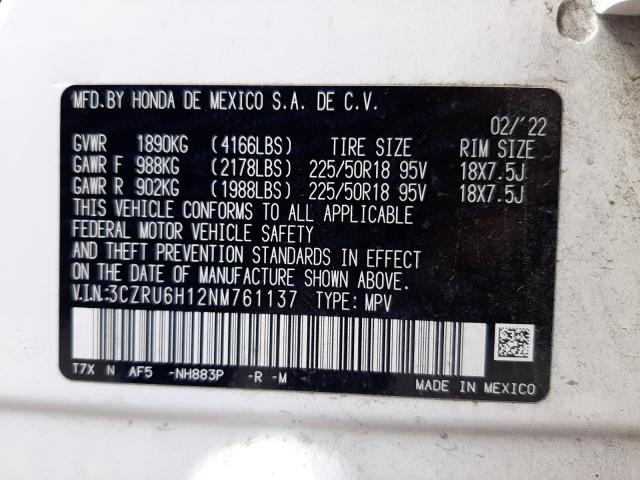 MFD. BY HONDA DE MEXICO S.A. DE C.V.
02/'22
GVWR 1890KG (4166LBS) TIRE SIZE RIM SIZE
GAWR F 988KG (2178LBS) 225/50R18 95V 18X7.5J
GAWR R 902KG (1988LBS) 225/50R18 95V 18X7.5J
THIS VEHICLE CONFORMS TO ALL APPLICABLE
FEDERAL MOTOR VEHICLE SAFETY
AND THEFT PREVENTION STANDARDS IN EFFECT
ON THE DATE OF MANUFACTURE SHOWN ABOVE.
V.I.N:3CZRU6H12NM761137 TYPE: MPV
T7X N AF5 -NH883P -R -M
MADE IN MEXICO